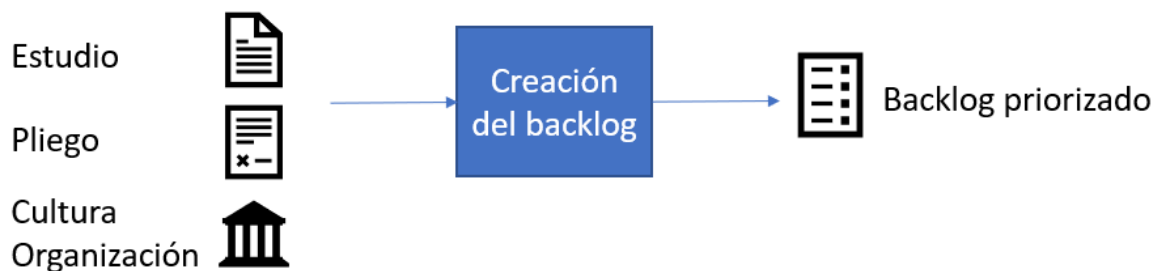 Estudio
Pliego
Cultura
Organización
Creación
del backlog
Backlog priorizado